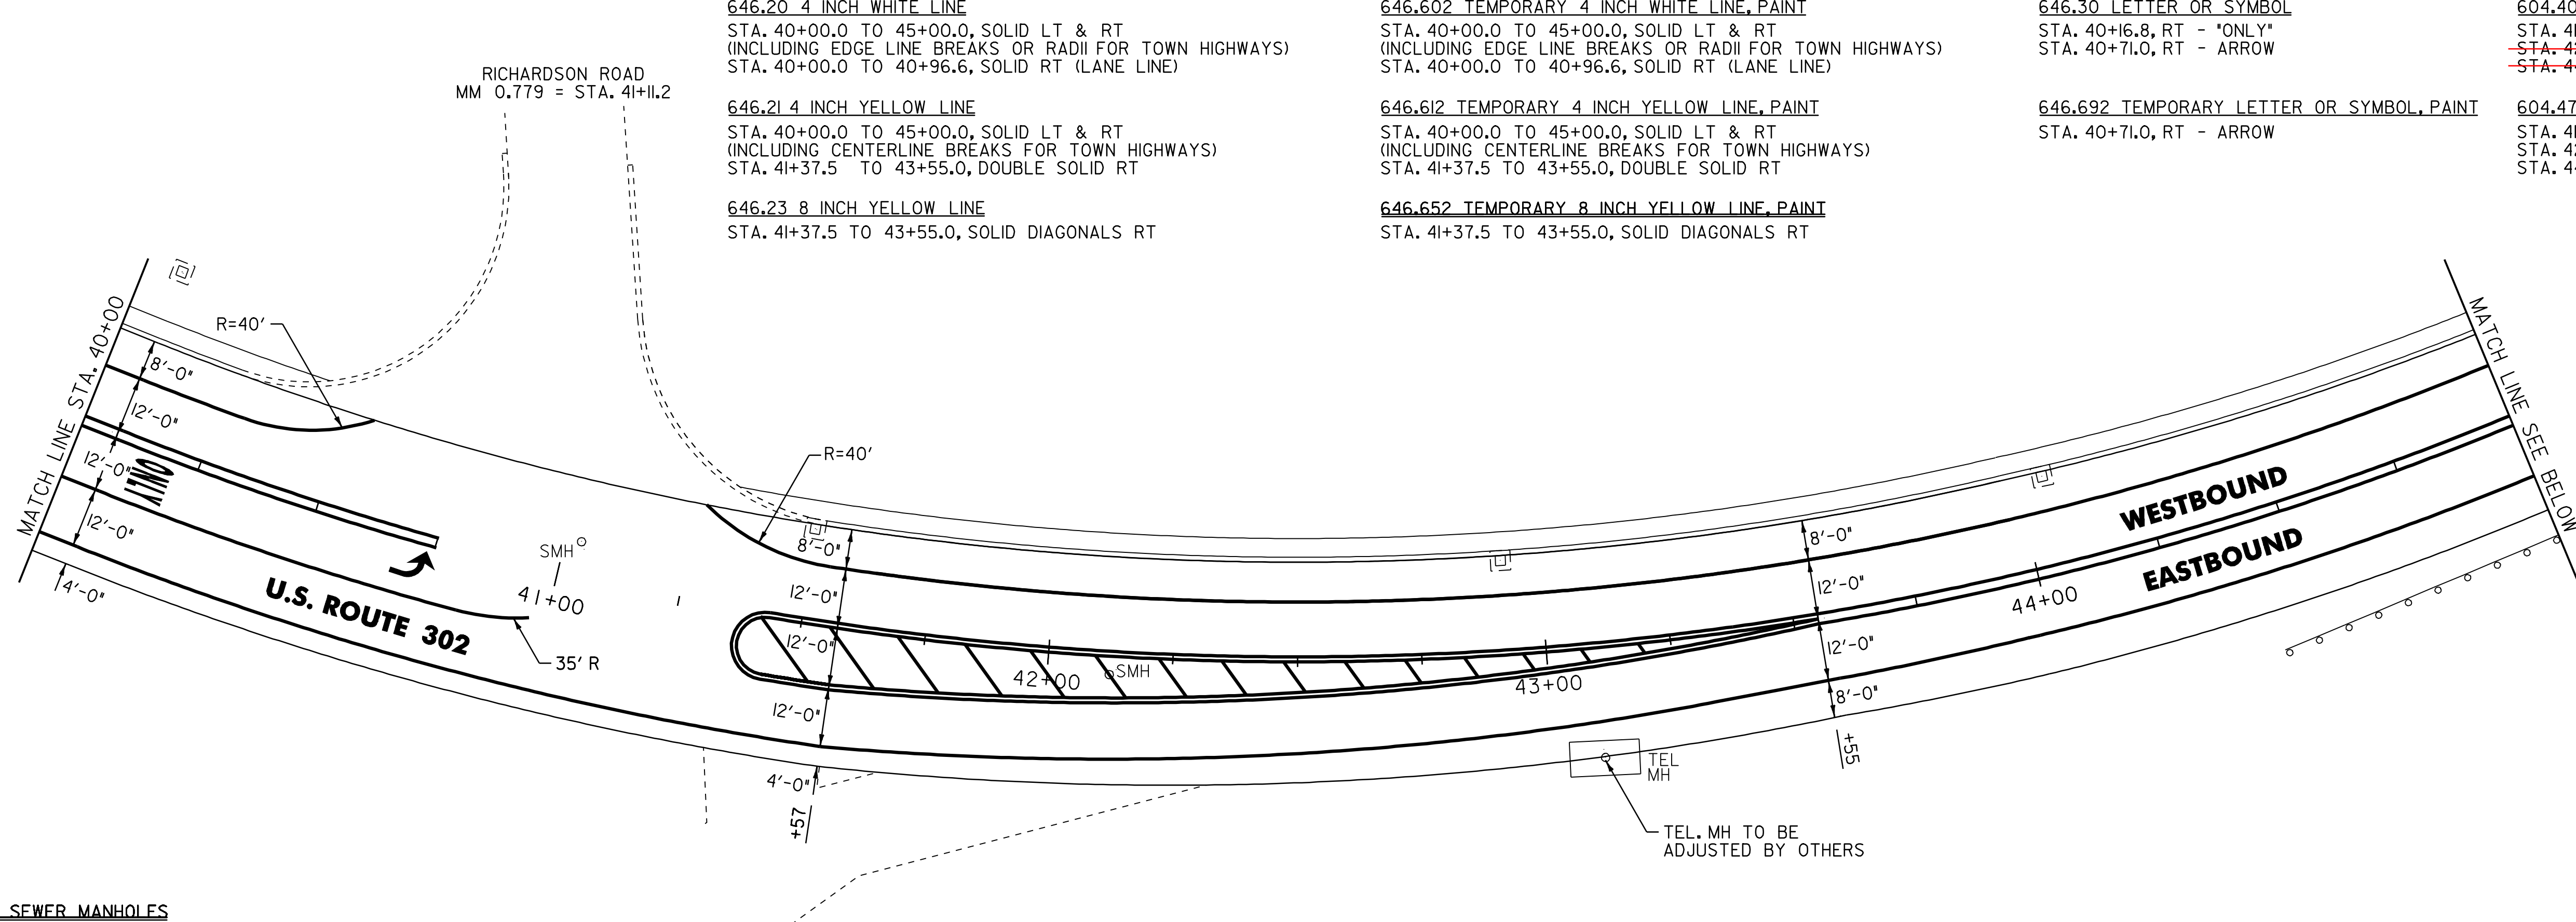 646.20 4 INCH WHITE LINE
STA. 40+00.0 TO 45+00.0, SOLID LT & RT
(INCLUDING EDGE LINE BREAKS OR RADII FOR TOWN HIGHWAYS)
STA. 40+00.0 TO 40+96.6, SOLID RT (LANE LINE)
646.21 4 INCH YELLOW LINE
STA. 40+00.0 TO 45+00.0, SOLID LT & RT
(INCLUDING CENTERLINE BREAKS FOR TOWN HIGHWAYS)
STA. 41+37.5 TO 43+55.0, DOUBLE SOLID RT
646.23 8 INCH YELLOW LINE
STA. 41+37.5 TO 43+55.0, SOLID DIAGONALS RT
646.602 TEMPORARY 4 INCH WHITE LINE, PAINT
STA. 40+00.0 TO 45+00.0, SOLID LT & RT
(INCLUDING EDGE LINE BREAKS OR RADII FOR TOWN HIGHWAYS)
STA. 40+00.0 TO 40+96.6, SOLID RT (LANE LINE)
646.612 TEMPORARY 4 INCH YELLOW LINE, PAINT
STA. 40+00.0 TO 45+00.0, SOLID LT & RT
(INCLUDING CENTERLINE BREAKS FOR TOWN HIGHWAYS)
STA. 41+37.5 TO 43+55.0, DOUBLE SOLID RT
646.652 TEMPORARY 8 INCH YELLOW LINE, PAINT
STA. 41+37.5 TO 43+55.0, SOLID DIAGONALS RT
646.30 LETTER OR SYMBOL
STA. 40+16.8, RT - "ONLY"
STA. 40+71.0, RT - ARROW
646.692 TEMPORARY LETTER OR SYMBOL, PAINT
STA. 40+71.0, RT - ARROW
604.40
STA. 
STA. 
STA. 
604.47
STA. 
STA. 
STA. 
RICHARDSON ROAD
MM 0.779 = STA. 41+11.2
MATCH LINE STA. 40+00
R=40'
8'-0"
12'-0"
12'-0"
12'-0"
4'-0"
ONLY
U.S. ROUTE 302
SMH
41+00
35' R
R=40'
8'-0"
12'-0"
12'-0"
12'-0"
4'-0"
+57
42+00
SMH
43+00
8'-0"
12'-0"
12'-0"
8'-0"
+55
TEL
MH
TEL. MH TO BE
ADJUSTED BY OTHERS
WESTBOUND
44+00
EASTBOUND
MATCH LINE SEE BELOW
SEWER MANHOLES